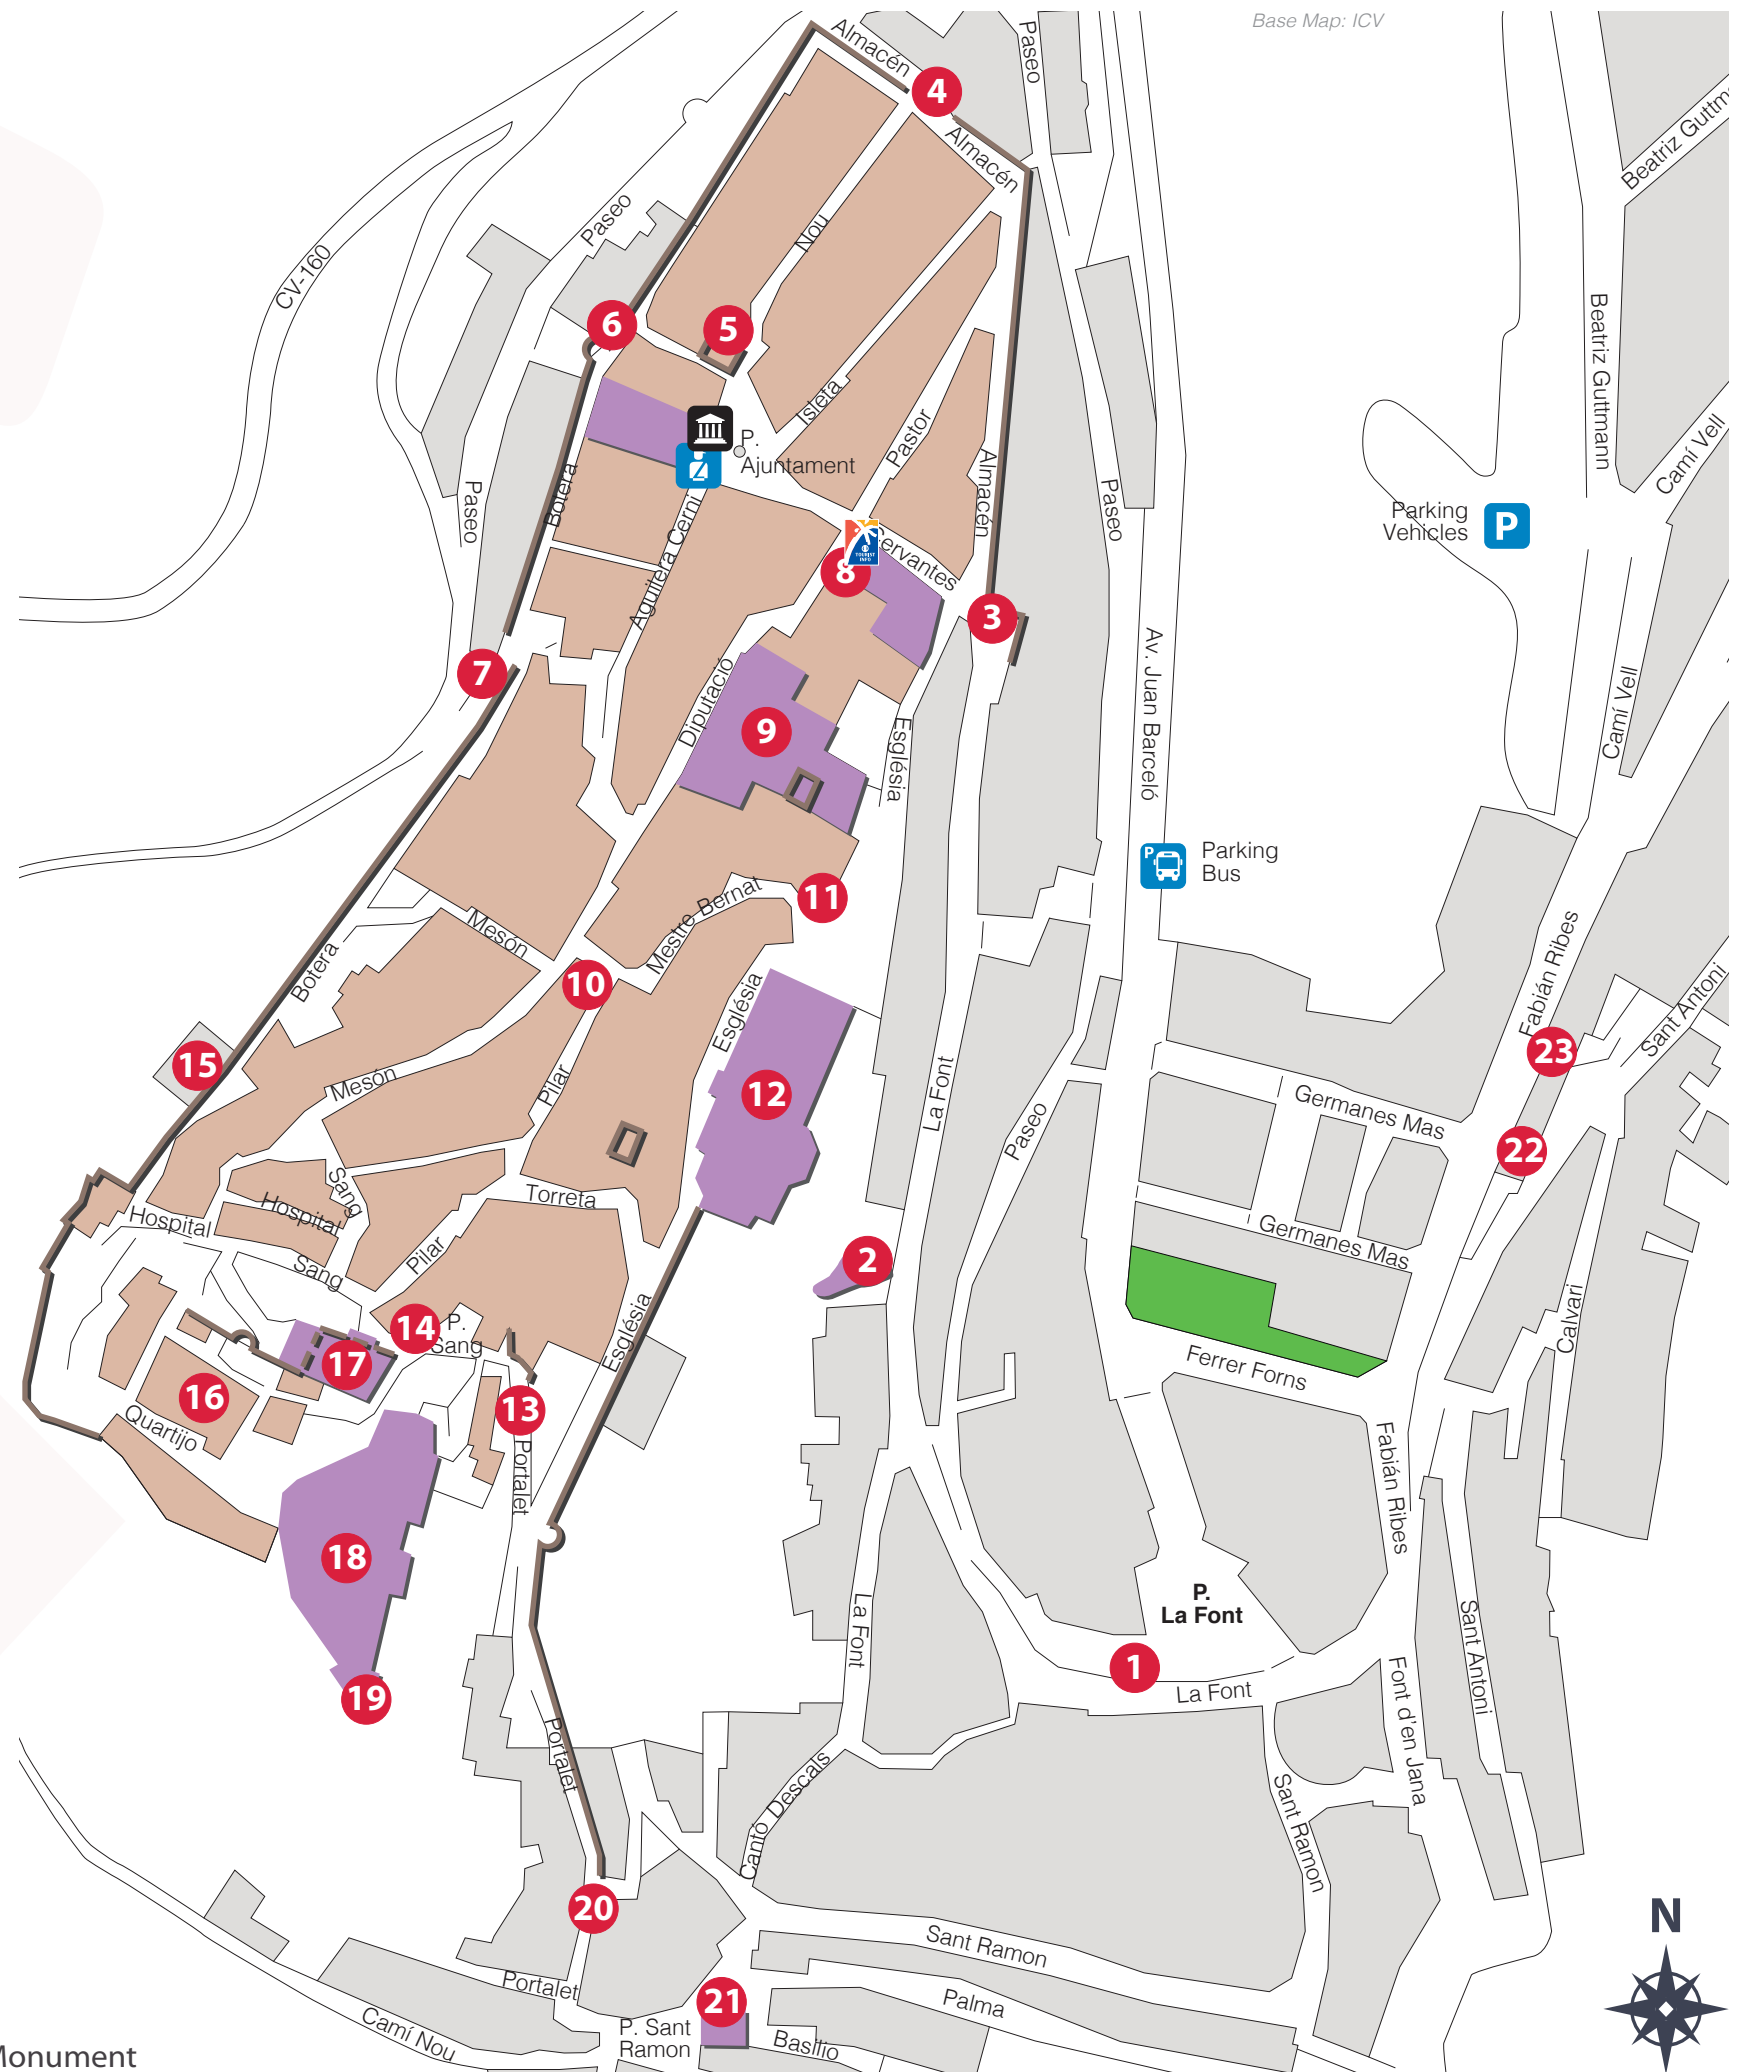 Base Map: ICV
Almacén
Paseo
4
Almacén
Beatriz Guttm
Paseo
Nou
CV-160
6
5
Beatriz Guttmann
Isleta
Pastor
P.
Ajuntament
Camí Vell
Botera
Paseo
Almacén
Paseo
Parking
Vehicles
P
Aguilera Cerni
Cervantes
TOURIST
INFO
8
3
7
Diputació
Av. Juan Barceló
Camí Vell
9
Església
P
Parking
Bus
11
Mestre Bernat
Mesón
Botera
10
Fabián Ribes
Sant Antoni
Església
15
23
12
La Font
Mesón
Pilar
Paseo
Germanes Mas
22
Sang
Torreta
Hospital
Hospital
Germanes Mas
Pilar
Sang
2
Calvari
14
P.
Sang
Església
17
16
Ferrer Forns
13
Quartijo
Portalet
Fabián Ribes
18
P.
La Font
La Font
Sant Antoni
1
19
La Font
Font d'en Jana
Portalet
Cantó Descals
Sant Ramon
20
N
Sant Ramon
Portalet
21
Palma
Camí Nou
P. Sant
Ramon
Basilio
Monument